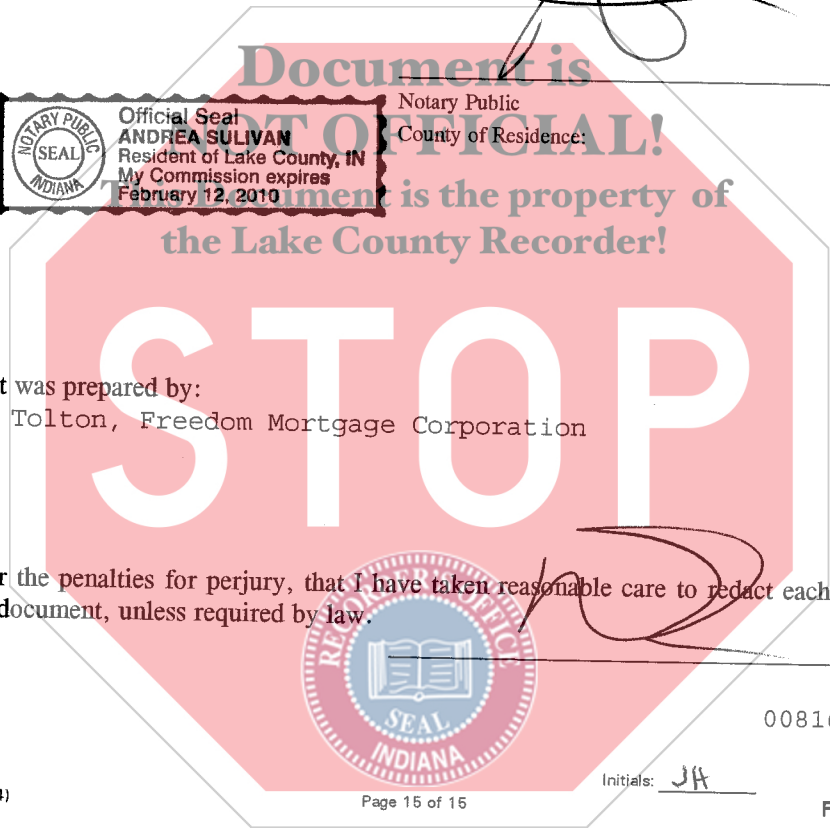 Document is
NOT OFFICIAL!
This Document is the property of
the Lake County Recorder!
STOP
NOTARY PUBLIC
SEAL
INDIANA
Official Seal
ANDREA SULIVAN
Resident of Lake County, IN
My Commission expires
February 12, 2010
Notary Public
County of Residence:
t was prepared by:
Tolton, Freedom Mortgage Corporation
r the penalties for perjury, that I have taken reasonable care to redact each
document, unless required by law.
RECORDER'S OFFICE
SEAL
INDIANA
0081
Initials: JH
4)
Page 15 of 15
F